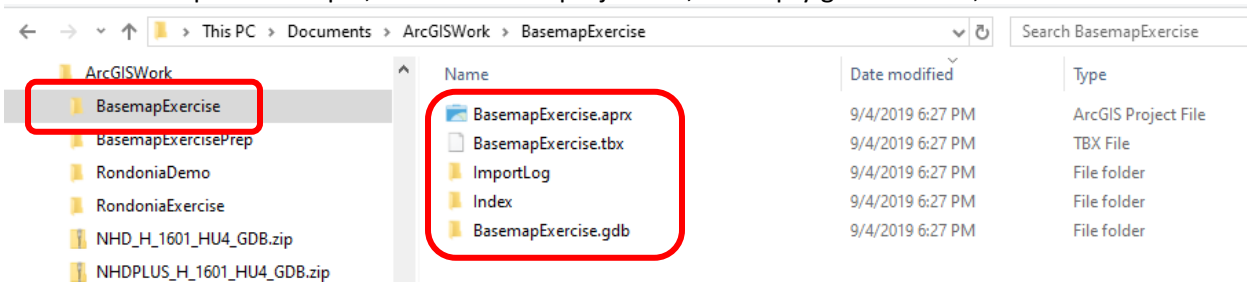 This PC > Documents > ArcGISWork > BasemapExercise
Search BasemapExercise
ArcGISWork
BasemapExercise
BasemapExercisePrep
RondoniaDemo
RondoniaExercise
NHD_H_1601_HU4_GDB.zip
NHDPLUS_H_1601_HU4_GDB.zip
Name Date modified Type
BasemapExercise.aprx 9/4/2019 6:27 PM ArcGIS Project File
BasemapExercise.tbx 9/4/2019 6:27 PM TBX File
ImportLog 9/4/2019 6:27 PM File folder
Index 9/4/2019 6:27 PM File folder
BasemapExercise.gdb 9/4/2019 6:27 PM File folder